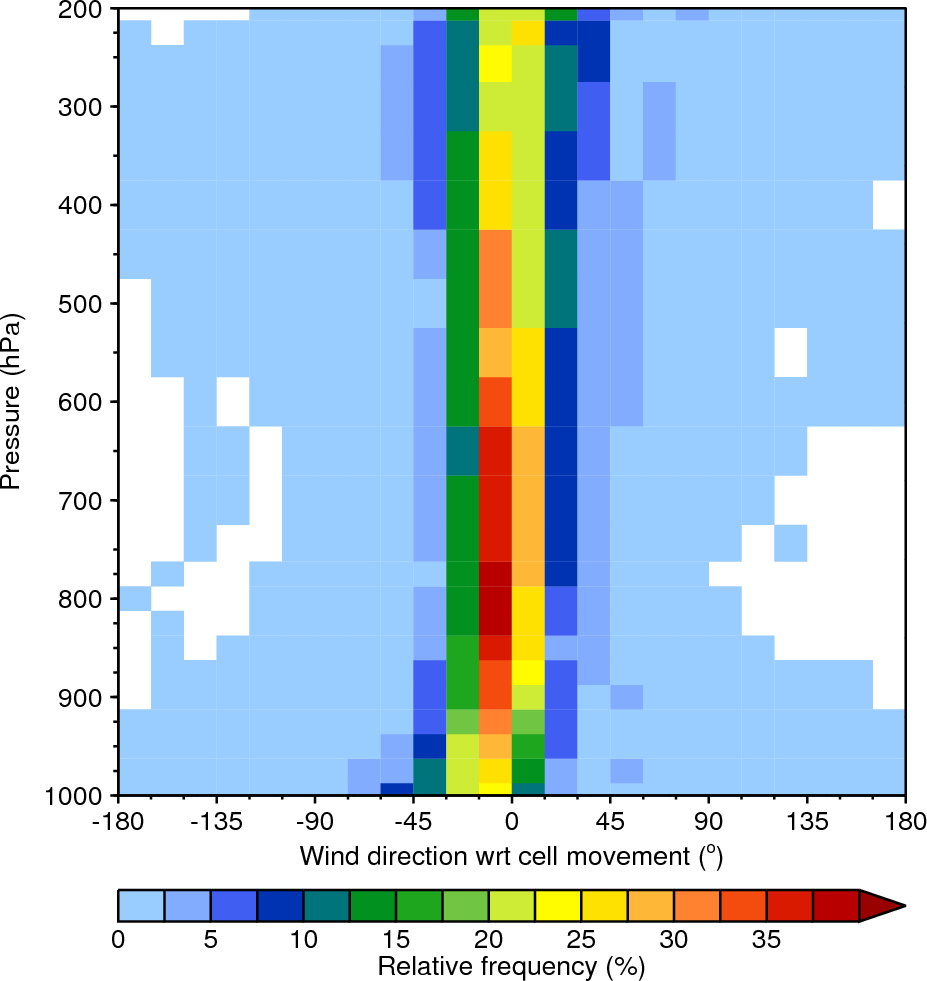 200
300
400
500
600
700
800
900
1000
Pressure (hPa)
-180 -135 -90 -45 0 45 90 135 180
Wind direction wrt cell movement (o)
0 5 10 15 20 25 30 35
Relative frequency (%)